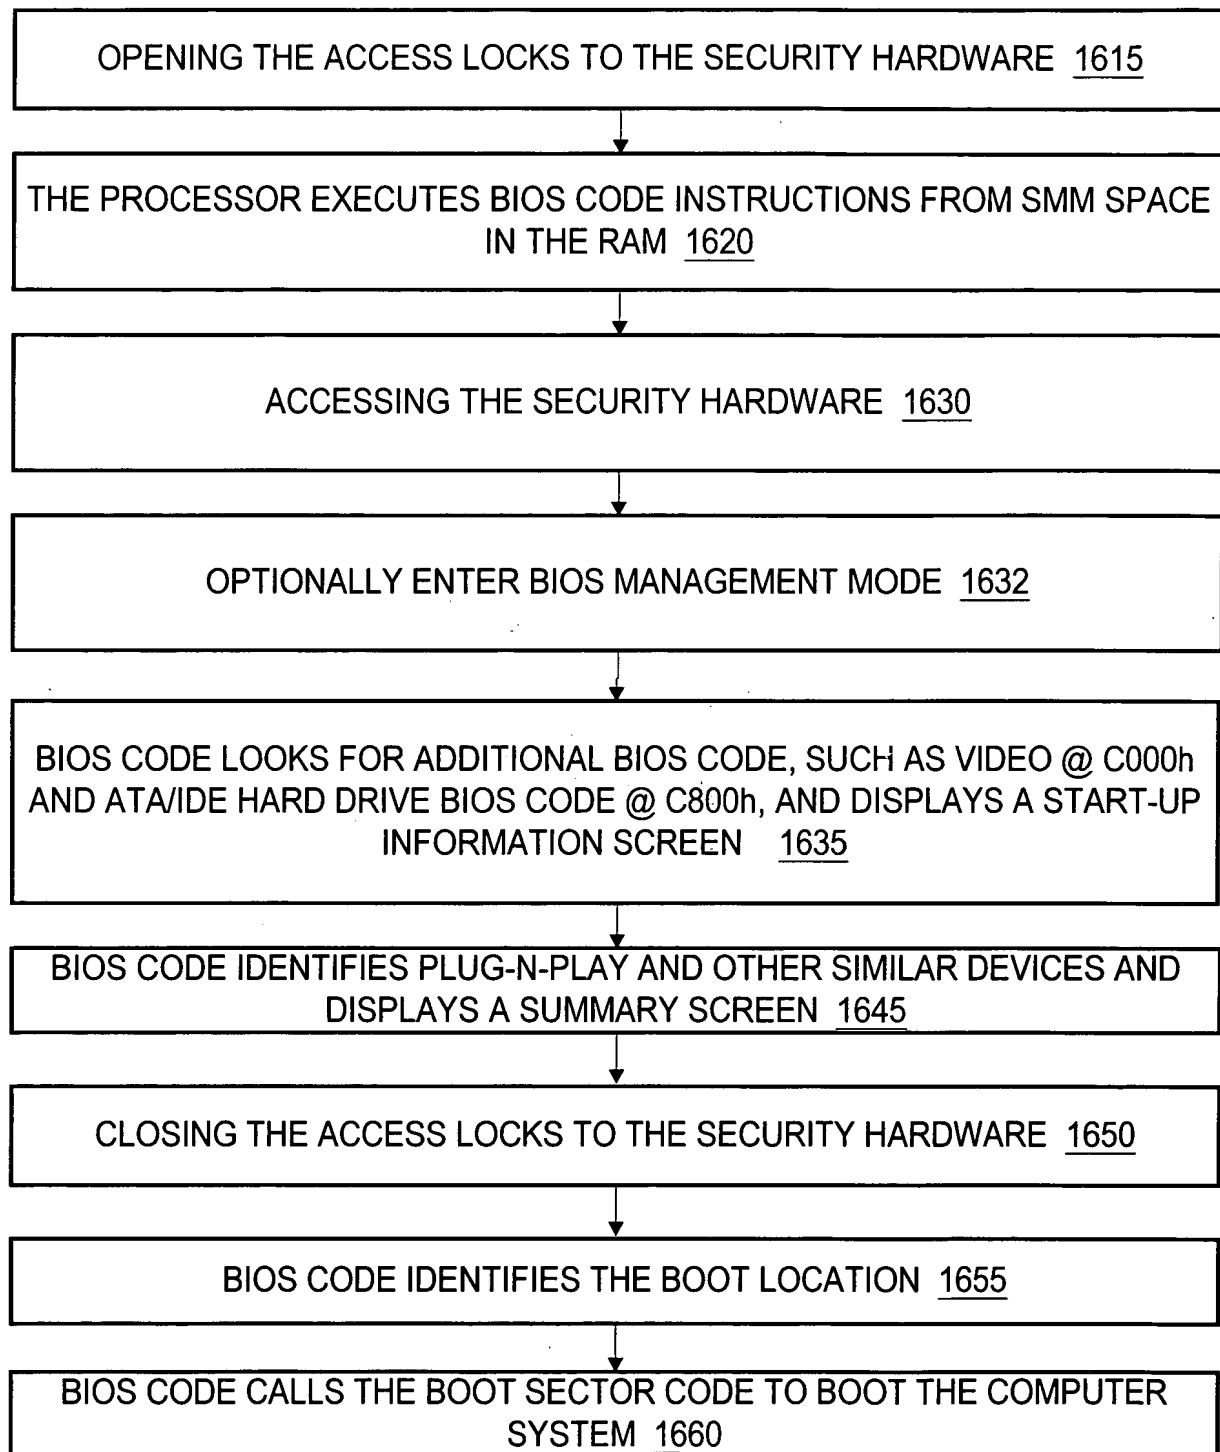 OPENING THE ACCESS LOCKS TO THE SECURITY HARDWARE 1615
THE PROCESSOR EXECUTES BIOS CODE INSTRUCTIONS FROM SMM SPACE
IN THE RAM 1620
ACCESSING THE SECURITY HARDWARE 1630
OPTIONALLY ENTER BIOS MANAGEMENT MODE 1632
BIOS CODE LOOKS FOR ADDITIONAL BIOS CODE, SUCH AS VIDEO @ C000h
AND ATA/IDE HARD DRIVE BIOS CODE @ C800h, AND DISPLAYS A START-UP
INFORMATION SCREEN 1635
BIOS CODE IDENTIFIES PLUG-N-PLAY AND OTHER SIMILAR DEVICES AND
DISPLAYS A SUMMARY SCREEN 1645
CLOSING THE ACCESS LOCKS TO THE SECURITY HARDWARE 1650
BIOS CODE IDENTIFIES THE BOOT LOCATION 1655
BIOS CODE CALLS THE BOOT SECTOR CODE TO BOOT THE COMPUTER
SYSTEM 1660